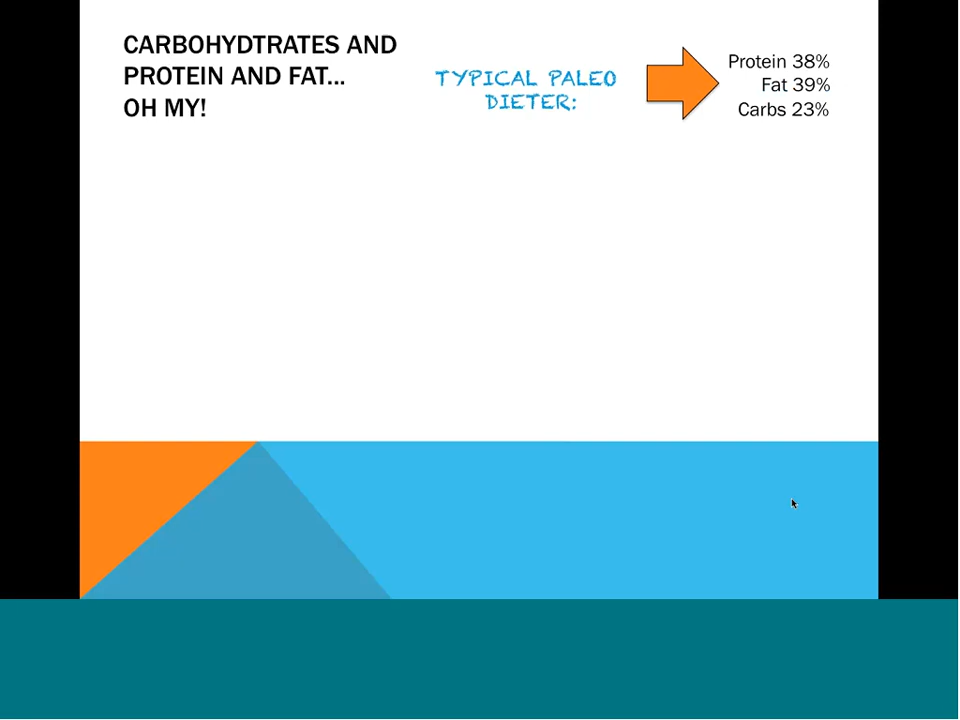 CARBOHYDTRATES AND
PROTEIN AND FAT...
OH MY!
TYPICAL PALEO
DIETER:
Protein 38%
Fat 39%
Carbs 23%